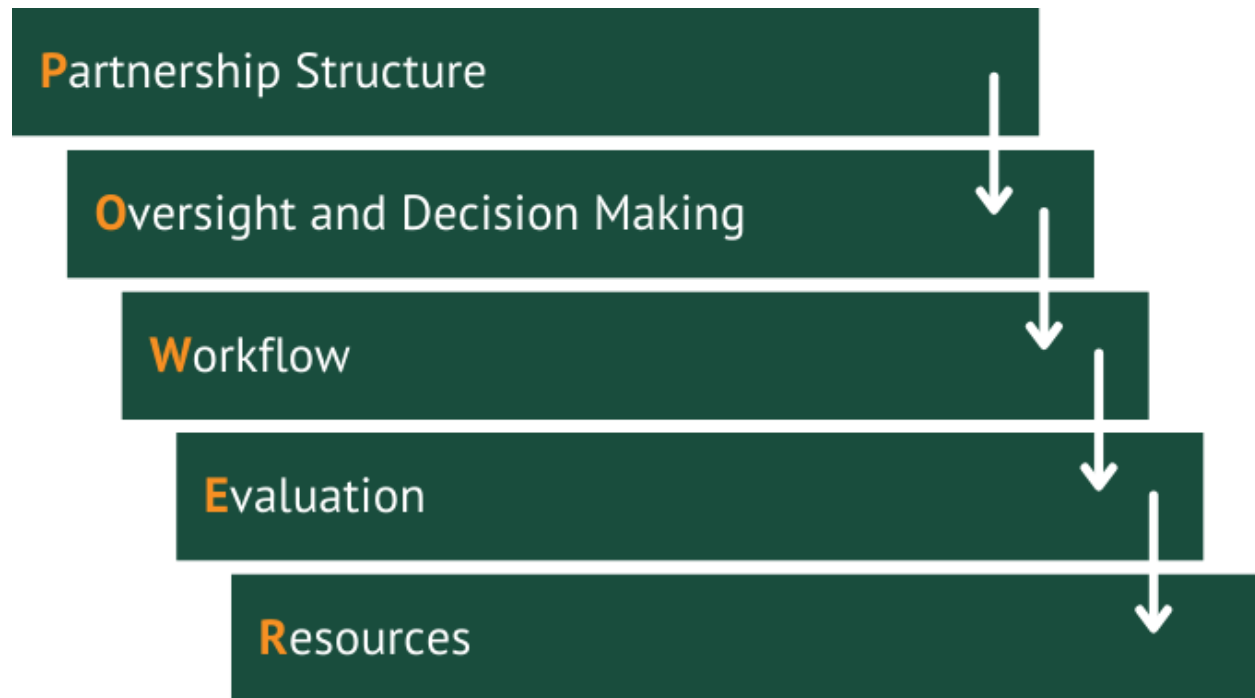 Partnership Structure
Oversight and Decision Making
Workflow
Evaluation
Resources